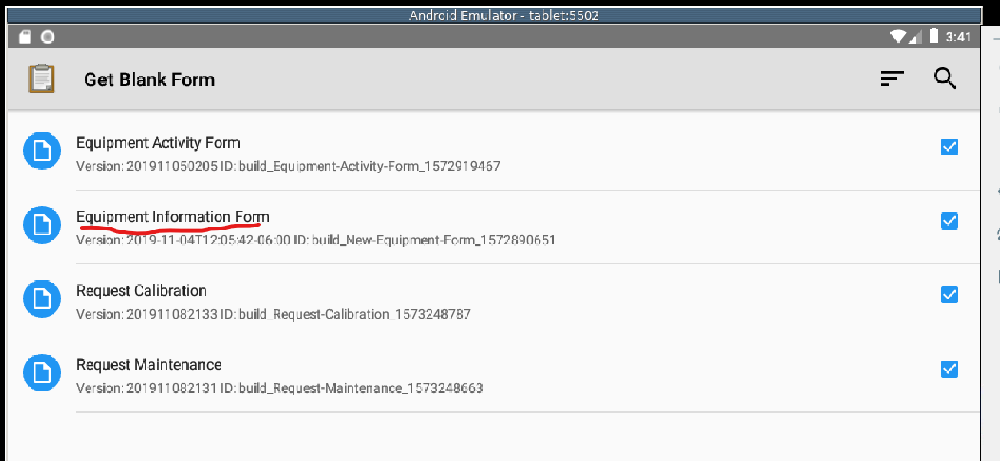 Android Emulator - tablet:5502
3:41
Get Blank Form
Equipment Activity Form
Version: 201911050205 ID: build_Equipment-Activity-Form_1572919467
Equipment Information Form
Version: 2019-11-04T12:05:42-06:00 ID: build_New-Equipment-Form_1572890651
Request Calibration
Version: 201911082133 ID: build_Request-Calibration_1573248787
Request Maintenance
Version: 201911082131 ID: build_Request-Maintenance_1573248663